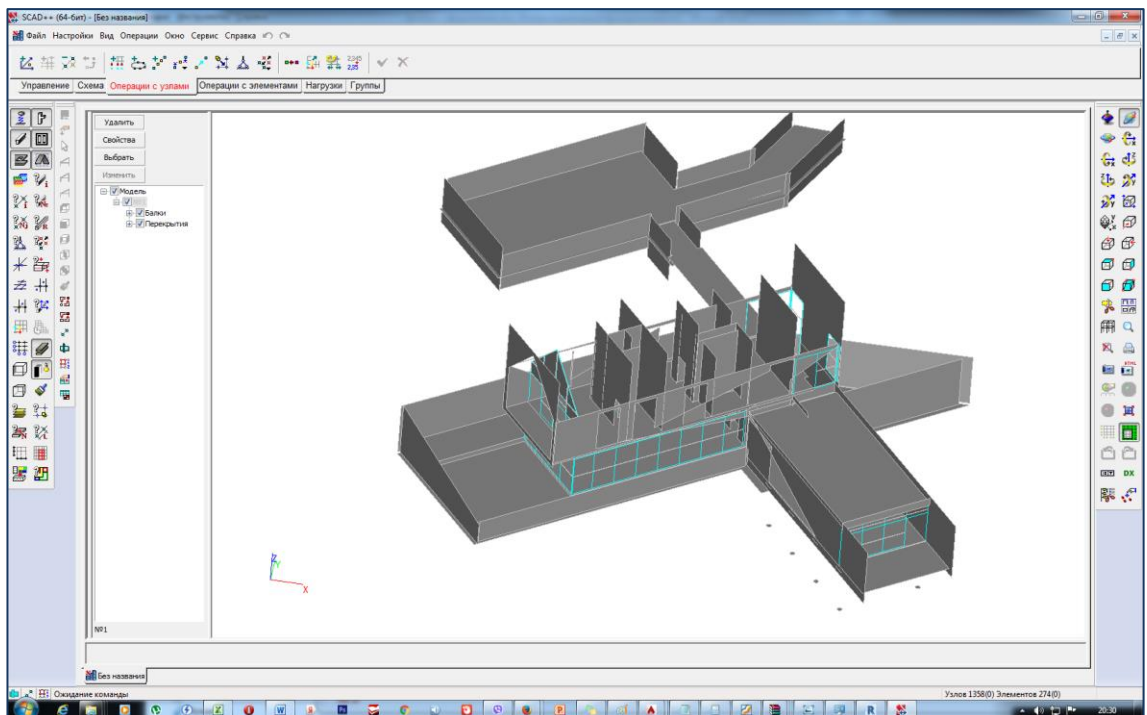 SCAD++ (64-бит) - [Без названия]
Файл Настройки Вид Операции Окно Сервис Справка
Управление Схема Операции с узлами Операции с элементами Нагрузки Группы
Удалить
Свойства
Выбрать
Изменить
Модель
Балки
Перекрытия
Z
Y
X
№1
Без названия
Ожидание команды
Узлов 1358(0) Элементов 274(0)
20:30